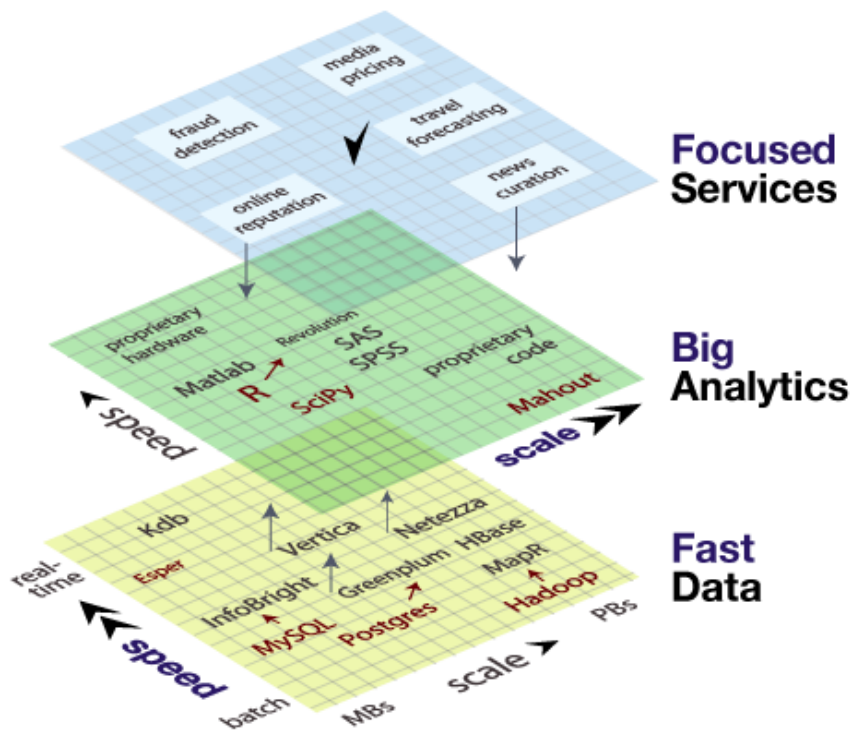 media
pricing
fraud
detection
travel
forecasting
online
reputation
news
curation
Focused
Services
proprietary
hardware
Revolution
SAS
SPSS
Matlab
R
SciPy
proprietary
code
Mahout
speed
scale
Big
Analytics
Kdb
Esper
Vertica
Netezza
InfoBright
Greenplum
HBase
MapR
MySQL
Postgres
Hadoop
real-
time
speed
batch
MBs
scale
PBs
Fast
Data